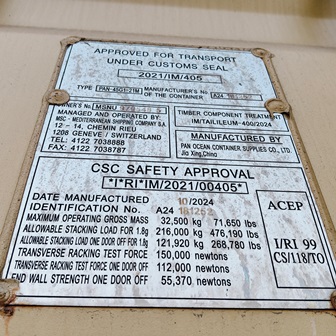 APPROVED FOR TRANSPORT
UNDER CUSTOMS SEAL
2021/IM/405
TYPE PAN-45G1-21M MANUFACTURER'S No
OF THE CONTAINER A24
OWNER'S No MSNU
MANAGED AND OPERATED BY:
MSC - MEDITERRANEAN SHIPPING COMPANY S.A.
12 - 14, CHEMIN RIEU
1208 GENEVE / SWITZERLAND
TEL: 4122 7038888
FAX: 4122 7038787
TIMBER COMPONENT TREATMENT
IM/TAILILEUM-400/2024
MANUFACTURED BY
PAN OCEAN CONTAINER SUPPLIES CO., LTD
Jia Xing,China
CSC SAFETY APPROVAL
*I*RI*IM/2021/00405*
DATE MANUFACTURED 10/2024
IDENTIFICATION No. A24
MAXIMUM OPERATING GROSS MASS 32,500 kg 71,650 lbs
ALLOWABLE STACKING LOAD FOR 1.8g 216,000 kg 476,190 lbs
ALLOWABLE STACKING LOAD ONE DOOR OFF FOR 1.8g 121,920 kg 268,780 lbs
TRANSVERSE RACKING TEST FORCE 150,000 newtons
TRANSVERSE RACKING TEST FORCE ONE DOOR OFF 112,000 newtons
END WALL STRENGTH ONE DOOR OFF 55,370 newtons
ACEP
I/RI 99
CS/118/TO